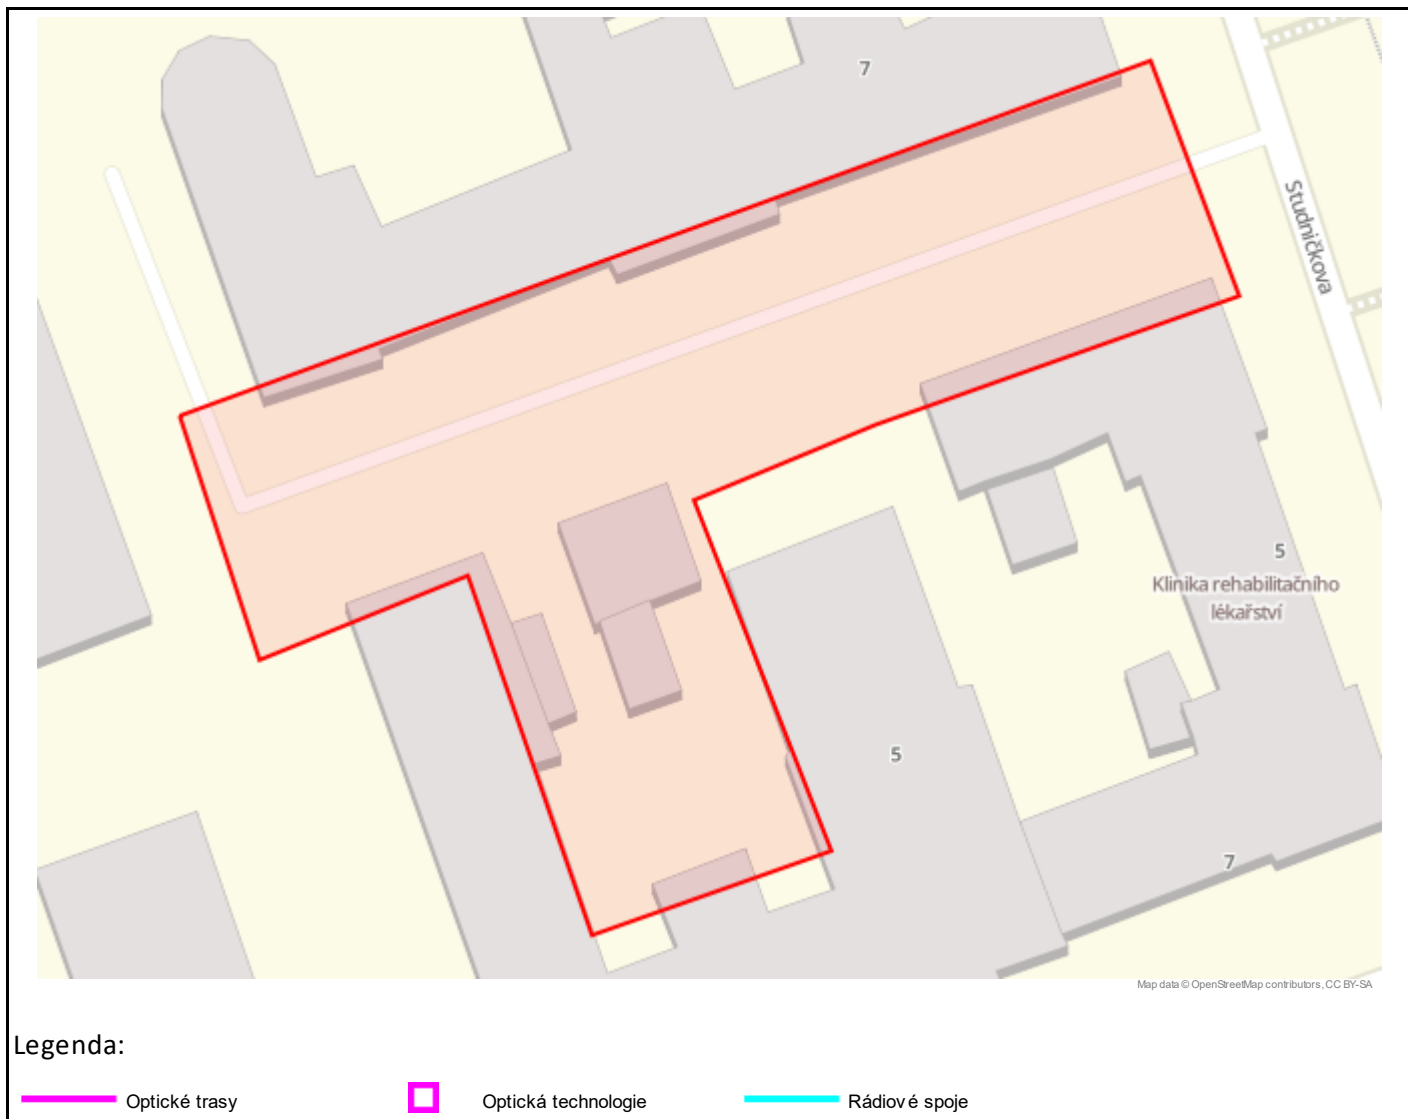 7
Studničkova
5
Klinika rehabilitačního
lékařství
5
7
Map data © OpenStreetMap contributors, CC BY-SA
Legenda:
Optické trasy
Optická technologie
Rádiové spoje